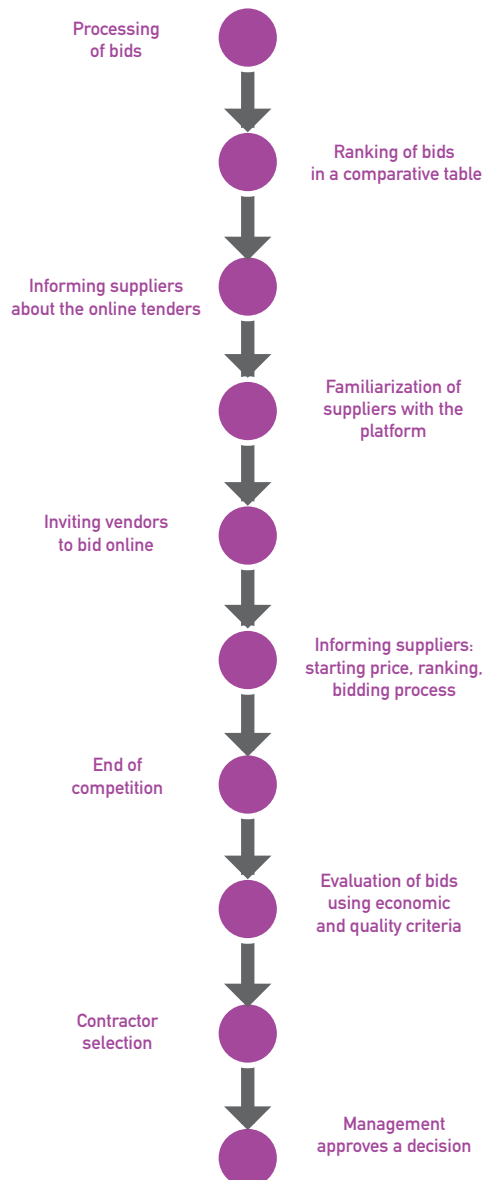 Processing
of bids
Ranking of bids
in a comparative table
Informing suppliers
about the online tenders
Familiarization of
suppliers with the
platform
Inviting vendors
to bid online
Informing suppliers:
starting price, ranking,
bidding process
End of
competition
Evaluation of bids
using economic
and quality criteria
Contractor
selection
Management
approves a decision